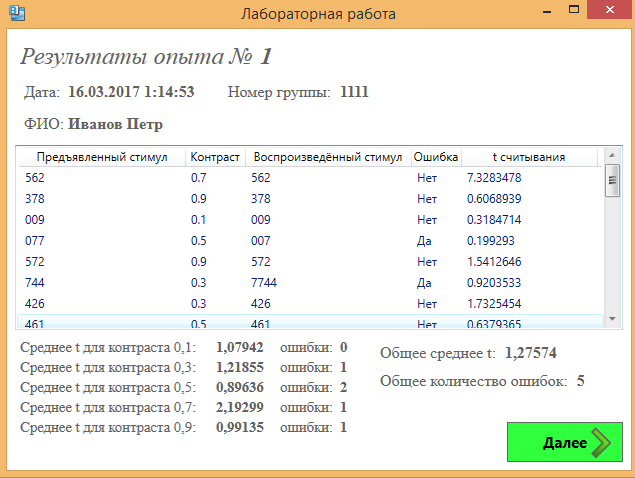 Лабораторная работа
Результаты опыта № 1
Дата: 16.03.2017 1:14:53 Номер группы: 1111
ФИО: Иванов Петр
Предъявленный стимул Контраст Воспроизведённый стимул Ошибка t считывания
562 0.7 562 Нет 7.3283478
378 0.9 378 Нет 0.6068939
009 0.1 009 Нет 0.3184714
077 0.5 007 Да 0.199293
572 0.9 572 Нет 1.5412646
744 0.3 7744 Да 0.9203533
426 0.3 426 Нет 1.7325454
461 0.5 461 Нет 0.6379365
Среднее t для контраста 0,1: 1,07942 ошибки: 0
Среднее t для контраста 0,3: 1,21855 ошибки: 1
Среднее t для контраста 0,5: 0,89636 ошибки: 2
Среднее t для контраста 0,7: 2,19299 ошибки: 1
Среднее t для контраста 0,9: 0,99135 ошибки: 1
Общее среднее t: 1,27574
Общее количество ошибок: 5
Далее